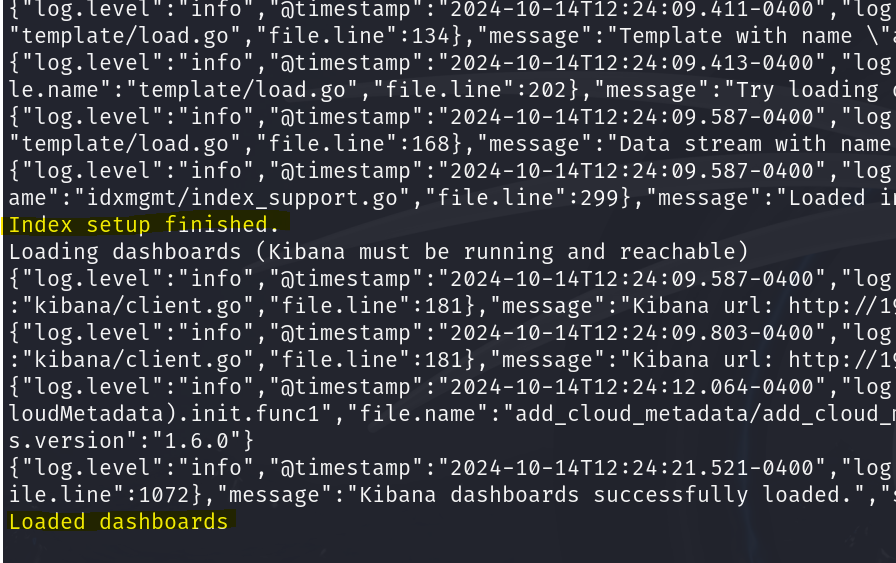 {"log.level":"info","@timestamp":"2024-10-14T12:24:09.411-0400","log
"template/load.go","file.line":134},"message":"Template with name \"
{"log.level":"info","@timestamp":"2024-10-14T12:24:09.413-0400","log
le.name":"template/load.go","file.line":202},"message":"Try loading
{"log.level":"info","@timestamp":"2024-10-14T12:24:09.587-0400","log
"template/load.go","file.line":168},"message":"Data stream with name
{"log.level":"info","@timestamp":"2024-10-14T12:24:09.587-0400","log
ame":"idxmgmt/index_support.go","file.line":299},"message":"Loaded i
Index setup finished.
Loading dashboards (Kibana must be running and reachable)
{"log.level":"info","@timestamp":"2024-10-14T12:24:09.587-0400","log
:"kibana/client.go","file.line":181},"message":"Kibana url: http://19
{"log.level":"info","@timestamp":"2024-10-14T12:24:09.803-0400","log
:"kibana/client.go","file.line":181},"message":"Kibana url: http://19
{"log.level":"info","@timestamp":"2024-10-14T12:24:12.064-0400","log
loudMetadata).init.func1","file.name":"add_cloud_metadata/add_cloud_
s.version":"1.6.0"}
{"log.level":"info","@timestamp":"2024-10-14T12:24:21.521-0400","log
ile.line":1072},"message":"Kibana dashboards successfully loaded.","
Loaded dashboards